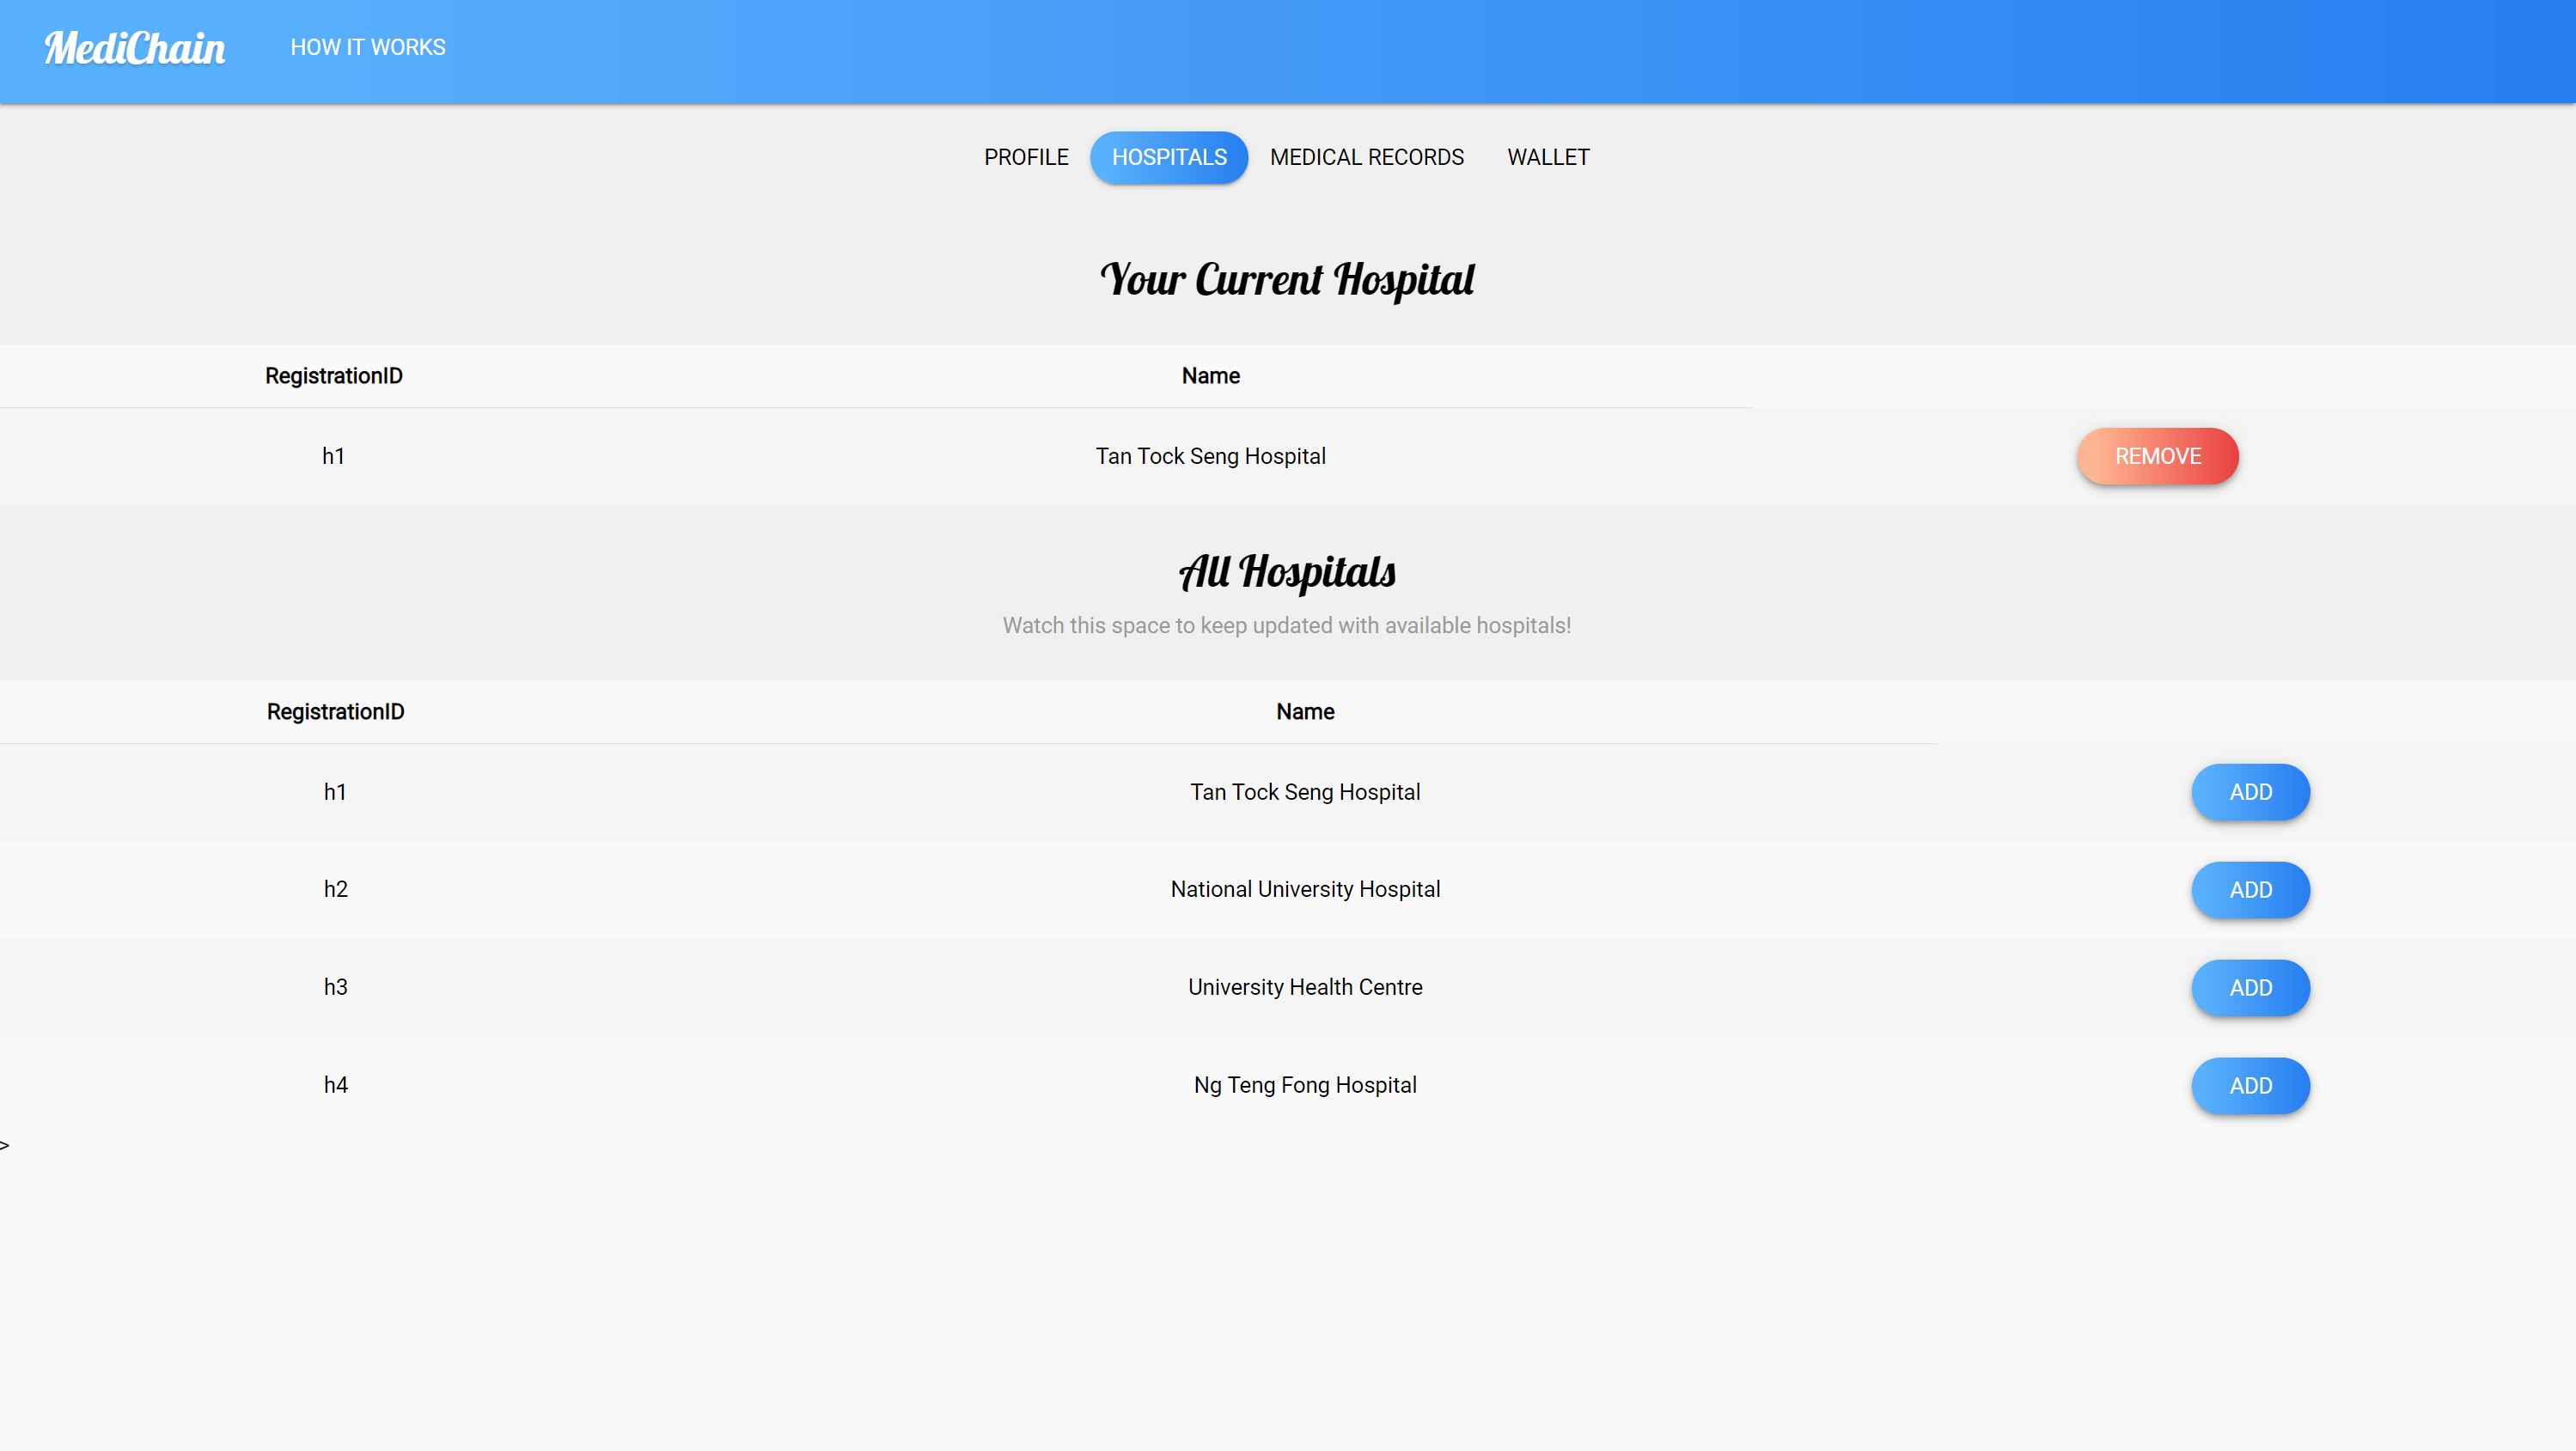 MediChain HOW IT WORKS
PROFILE HOSPITALS MEDICAL RECORDS WALLET
Your Current Hospital
RegistrationID Name
h1 Tan Tock Seng Hospital REMOVE
All Hospitals
Watch this space to keep updated with available hospitals!
RegistrationID Name
h1 Tan Tock Seng Hospital ADD
h2 National University Hospital ADD
h3 University Health Centre ADD
h4 Ng Teng Fong Hospital ADD
>